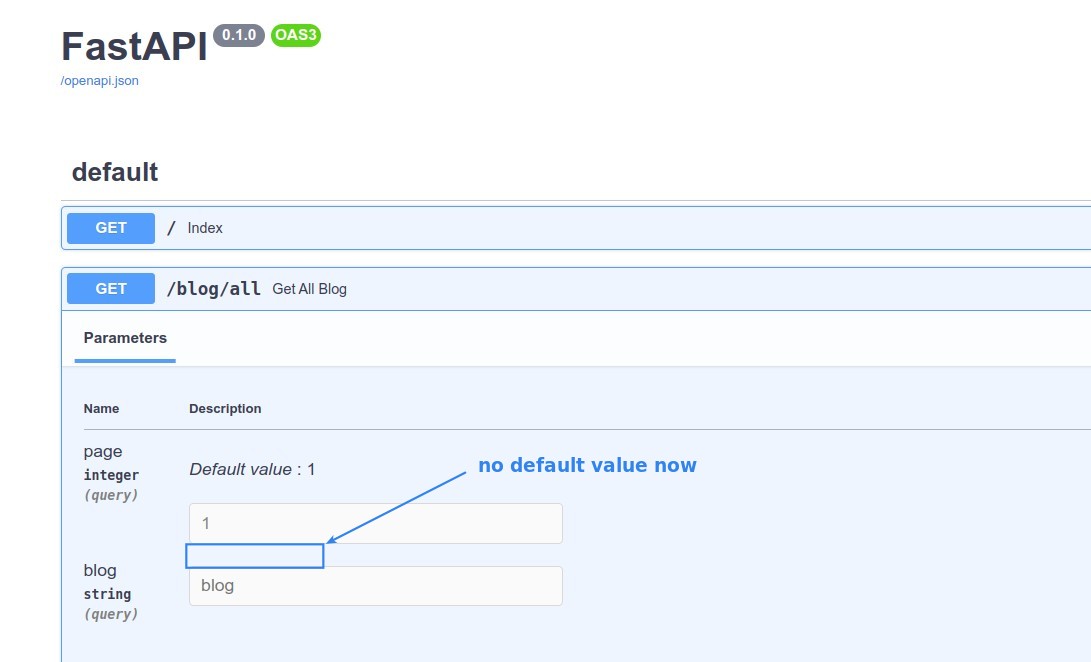 FastAPI 0.1.0 OAS3
/openapi.json
default
GET / Index
GET /blog/all Get All Blog
Parameters
Name Description
page
integer
(query)
Default value : 1
no default value now
1
blog
string
(query)
blog